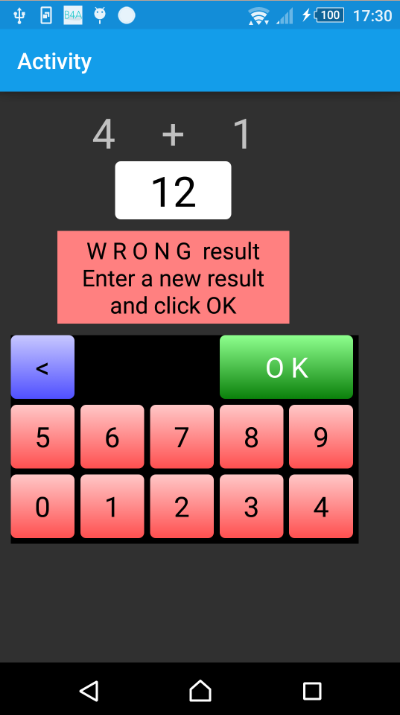 B4A 100 17:30
Activity
4 + 1
12
W R O N G result
Enter a new result
and click OK
< O K
5 6 7 8 9
0 1 2 3 4